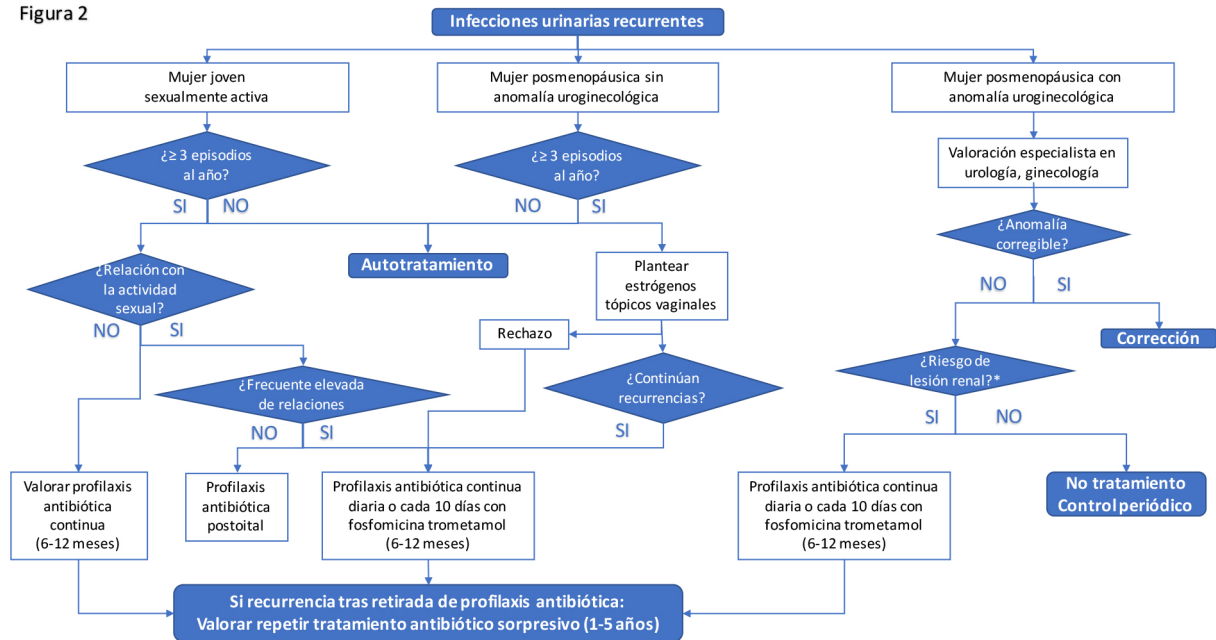 Figura 2
Infecciones urinarias recurrentes
Mujer joven
sexualmente activa
Mujer posmenopáusica sin
anomalía uroginecológica
Mujer posmenopáusica con
anomalía uroginecológica
¿≥ 3 episodios
al año?
¿≥ 3 episodios
al año?
Valoración especialista en
urología, ginecología
SI
NO
NO
SI
¿Anomalía
corregible?
¿Relación con
la actividad
sexual?
Autotratamiento
Plantear
estrógenos
tópicos vaginales
NO
SI
NO
SI
Rechazo
Corrección
¿Frecuente elevada
de relaciones
¿Continúan
recurrencias?
¿Riesgo de
lesión renal?*
NO
SI
SI
SI
NO
Valorar profilaxis
antibiótica
continua
(6-12 meses)
Profilaxis
antibiótica
postoital
Profilaxis antibiótica continua
diaria o cada 10 días con
fosfomicina trometamol
(6-12 meses)
Profilaxis antibiótica continua
diaria o cada 10 días con
fosfomicina trometamol
(6-12 meses)
No tratamiento
Control periódico
Si recurrencia tras retirada de profilaxis antibiótica:
Valorar repetir tratamiento antibiótico sorpresivo (1-5 años)